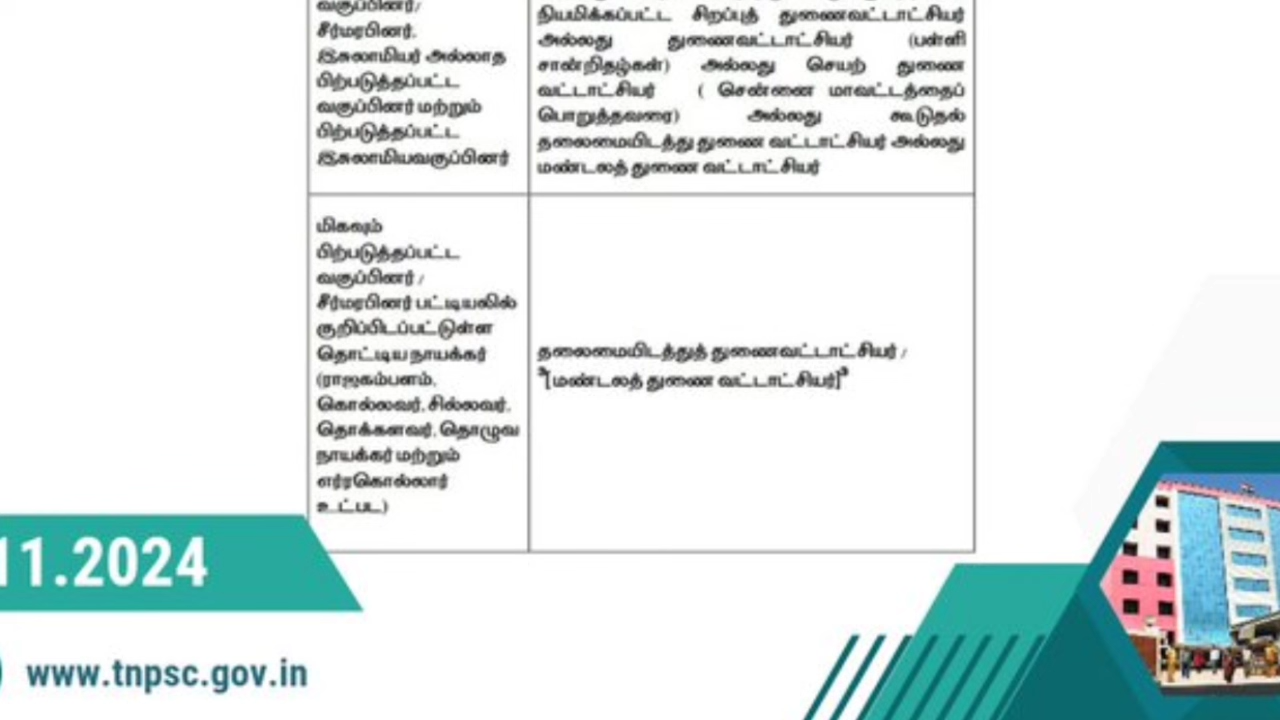 வகுப்பினர்/
சீர்மரபினர்,
இசுலாமியர் அல்லாத
பிற்படுத்தப்பட்ட
வகுப்பினர் மற்றும்
பிற்படுத்தப்பட்ட
இசுலாமியவகுப்பினர்
நியமிக்கப்பட்ட சிறப்புத் துணைவட்டாட்சியர்
அல்லது துணைவட்டாட்சியர் (பள்ளி
சான்றிதழ்கள்) அல்லது செயற் துணை
வட்டாட்சியர் ( சென்னை மாவட்டத்தைப்
பொறுத்தவரை) அல்லது கூடுதல்
தலைமையிடத்து துணை வட்டாட்சியர் அல்லது
மண்டலத் துணை வட்டாட்சியர்
மிகவும்
பிற்படுத்தப்பட்ட
வகுப்பினர் /
சீர்மரபினர் பட்டியலில்
குறிப்பிடப்பட்டுள்ள
தொட்டிய நாயக்கர்
(ராஜகம்பளம்,
கொல்லவர், சில்லவர்,
தொக்களவர், தொழுவ
நாயக்கர் மற்றும்
எர்ரகொல்லார்
உட்பட)
தலைமையிடத்துத் துணைவட்டாட்சியர் /
3[மண்டலத் துணை வட்டாட்சியர்]3
11.2024
www.tnpsc.gov.in